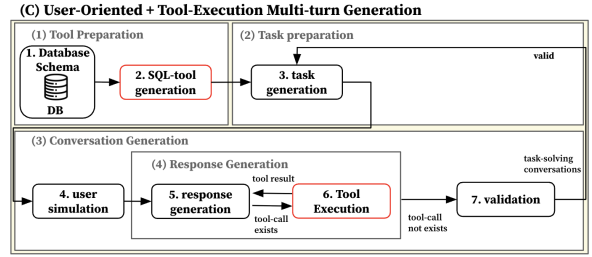 (C) User-Oriented + Tool-Execution Multi-turn Generation
(1) Tool Preparation
(2) Task preparation
1. Database
Schema
DB
2. SQL-tool
generation
3. task
generation
valid
(3) Conversation Generation
(4) Response Generation
task-solving
conversations
4. user
simulation
5. response
generation
tool result
tool-call
exists
6. Tool
Execution
tool-call
not exists
7. validation